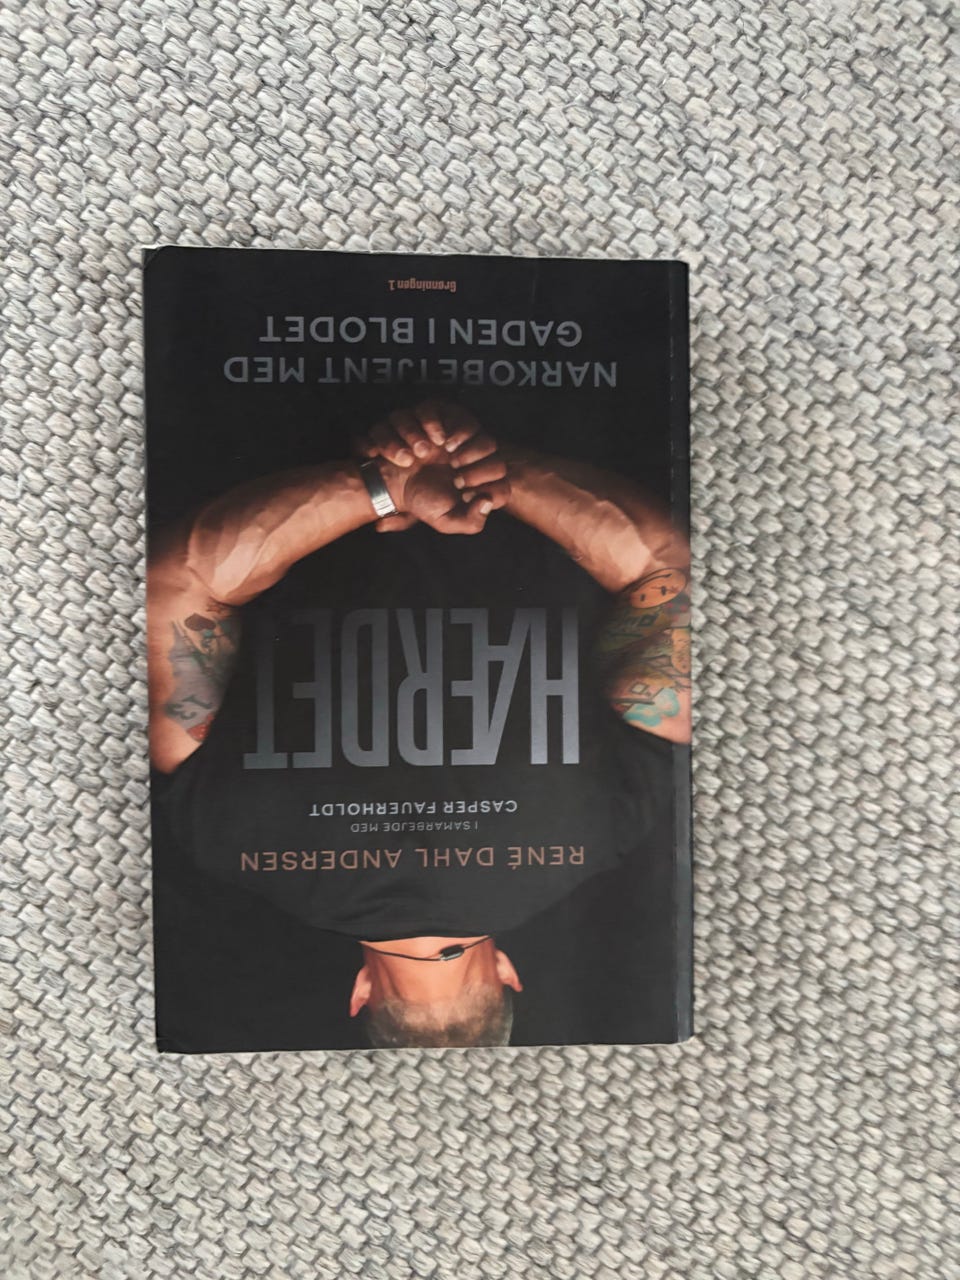 RENÉ DAHL ANDERSEN
I SAMARBEJDE MED
CASPER FAUERHOLDT
HÆRDET
NARKOBETJENT MED
GADEN I BLODET
Grønningen 1